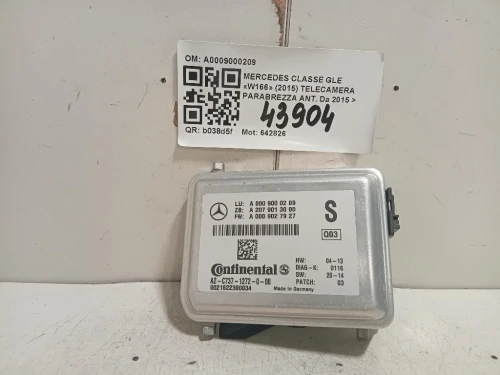 OM: A0009000209
MERCEDES CLASSE GLE
«W166» (2015) TELECAMERA
PARABREZZA ANT. Da 2015 >
43904
QR: b038d5f Mot: 642826
LU: A 000 900 02 09
ZB: A 207 901 30 00
FW: A 000 902 79 27
S
Q03
Continental
A2-C737-1272-0-08
0021622300034
Made in Germany
HW: 04-13
DIAG-K: 0116
SW: 20-14
PATCH: 03